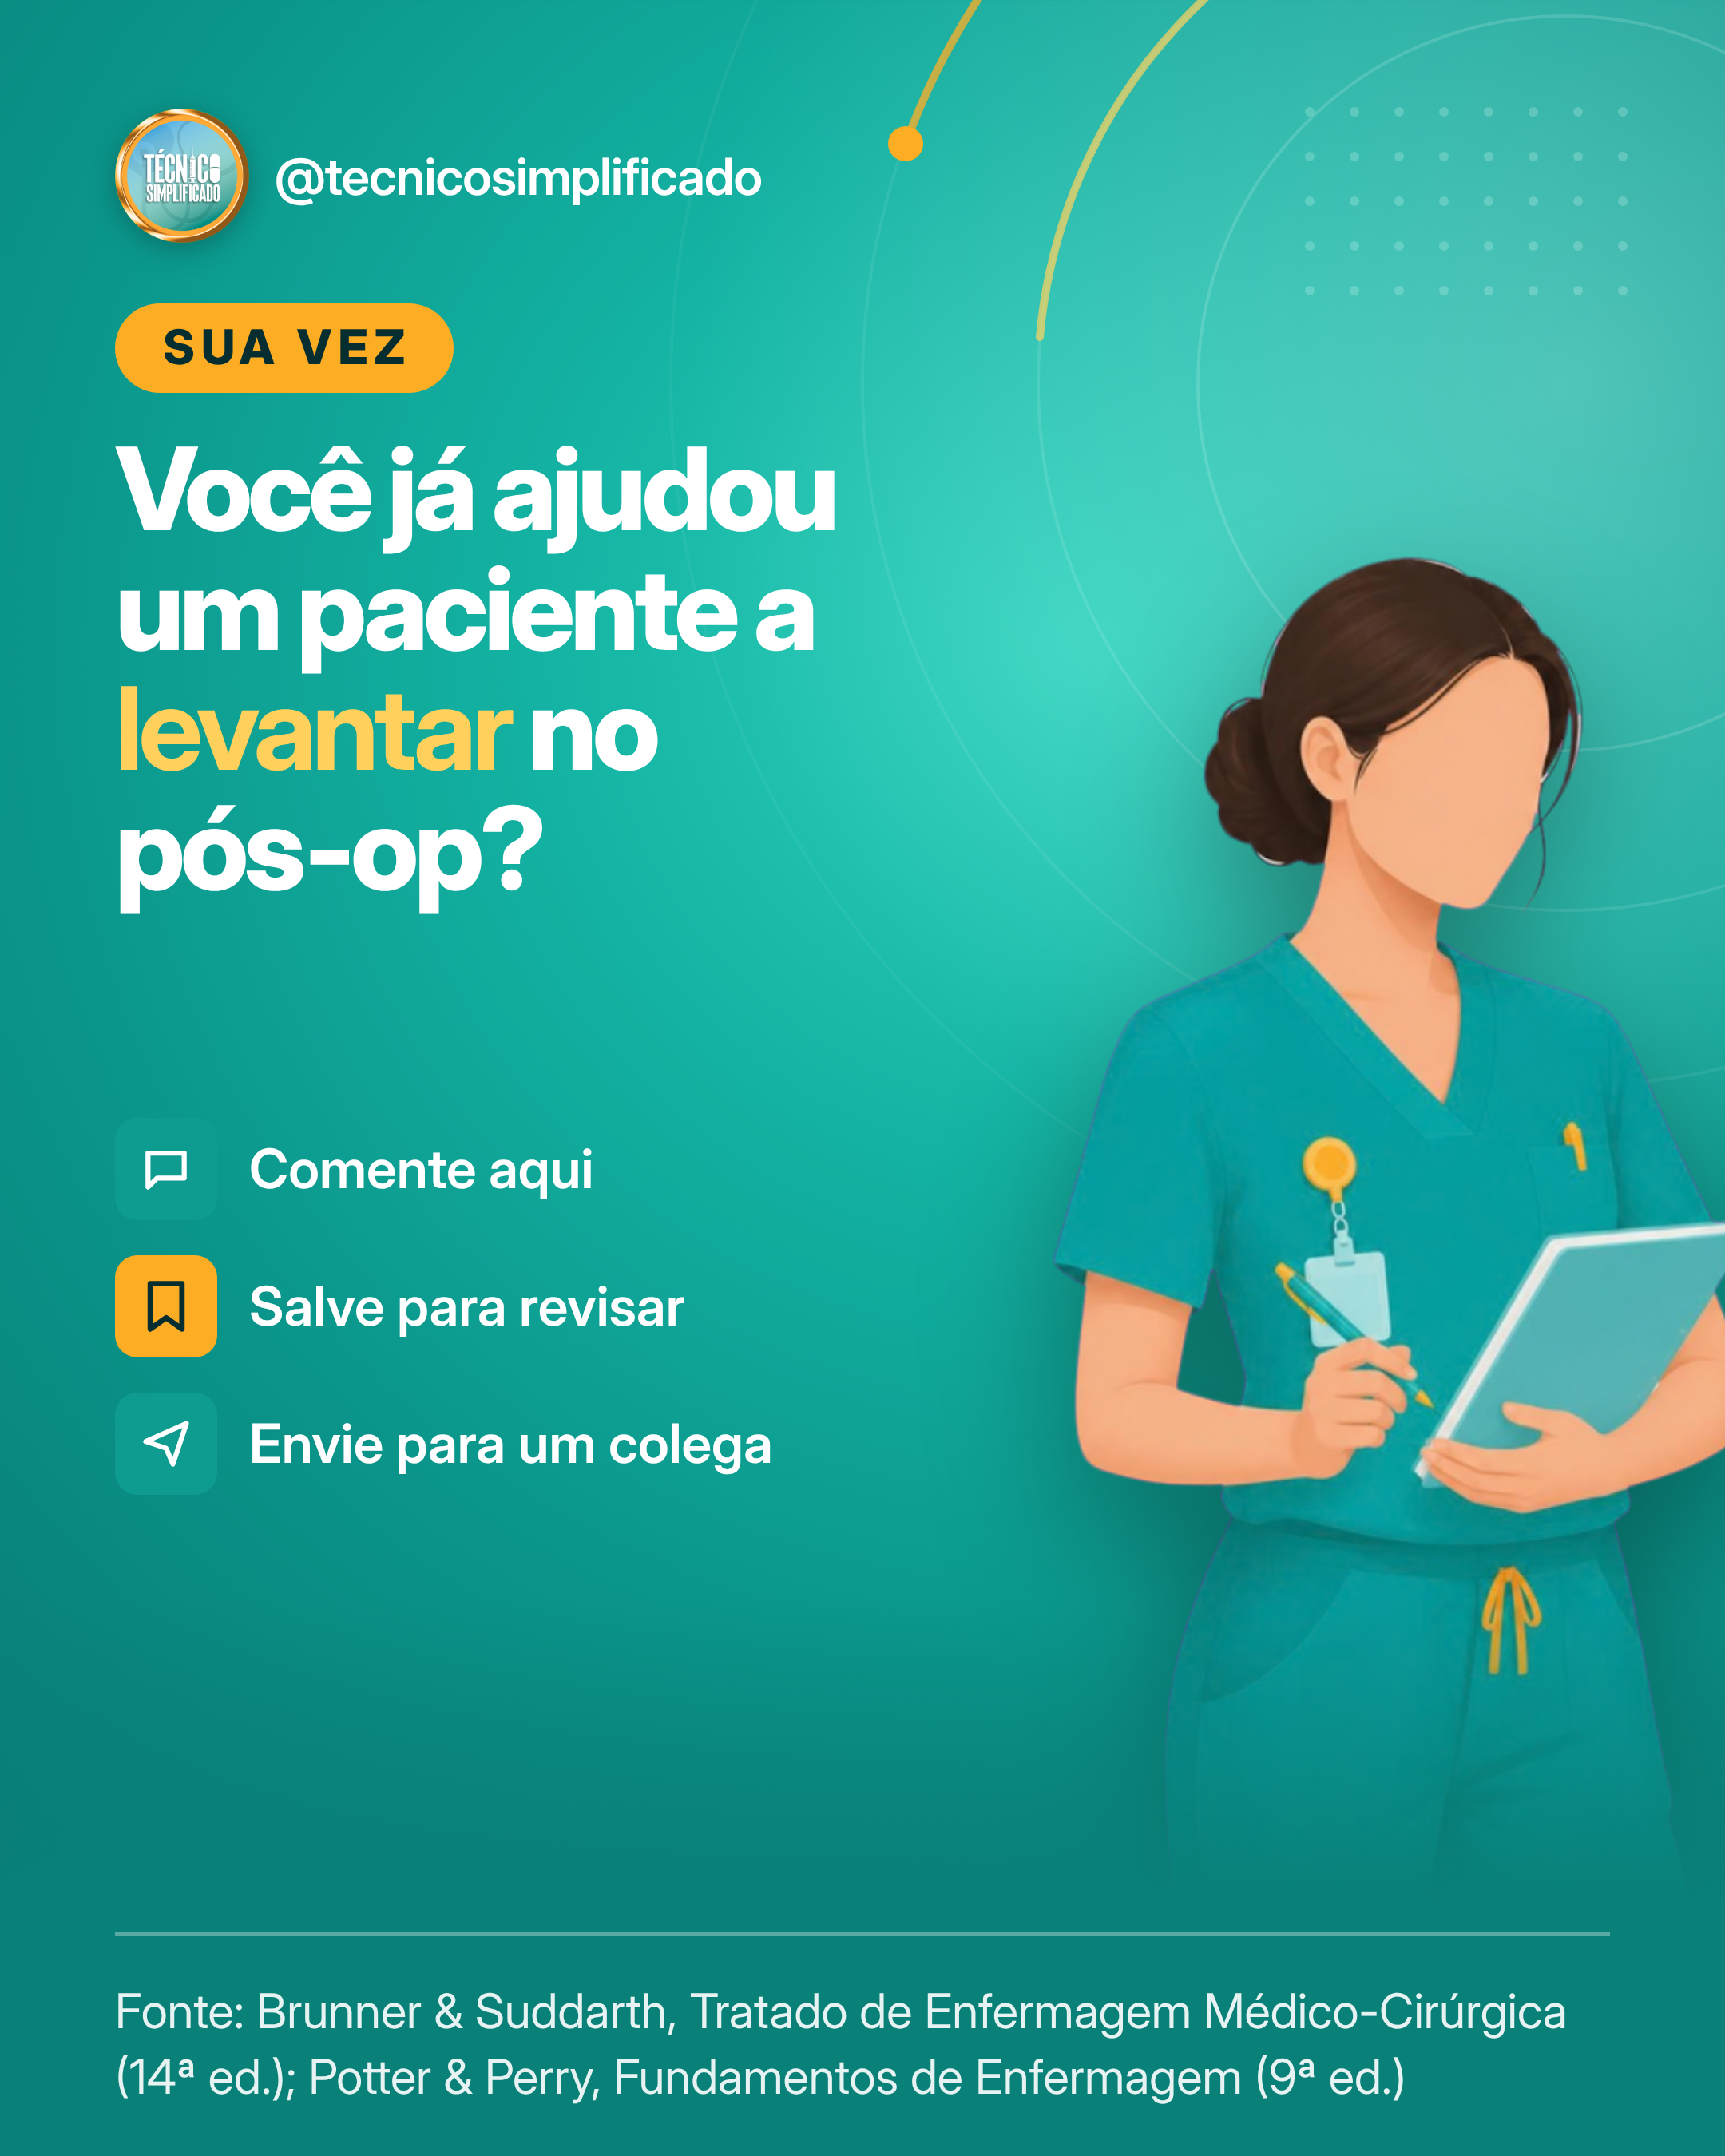 TÉCNICO
SIMPLIFICADO
@tecnicosimplificado
SUA VEZ
Você já ajudou
um paciente a
levantar no
pós-op?
Comente aqui
Salve para revisar
Envie para um colega
Fonte: Brunner & Suddarth, Tratado de Enfermagem Médico-Cirúrgica
(14ª ed.); Potter & Perry, Fundamentos de Enfermagem (9ª ed.)